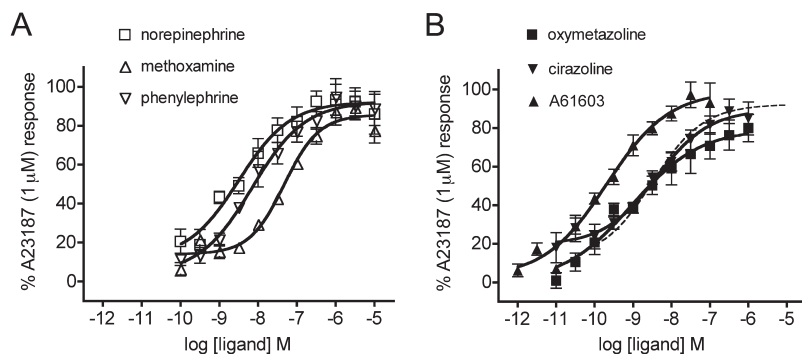 A
norepinephrine
methoxamine
phenylephrine
% A23187 (1 μM) response
100
80
60
40
20
0
-12 -11 -10 -9 -8 -7 -6 -5
log [ligand] M
B
oxymetazoline
cirazoline
A61603
% A23187 (1 μM) response
100
80
60
40
20
0
-12 -11 -10 -9 -8 -7 -6 -5
log [ligand] M